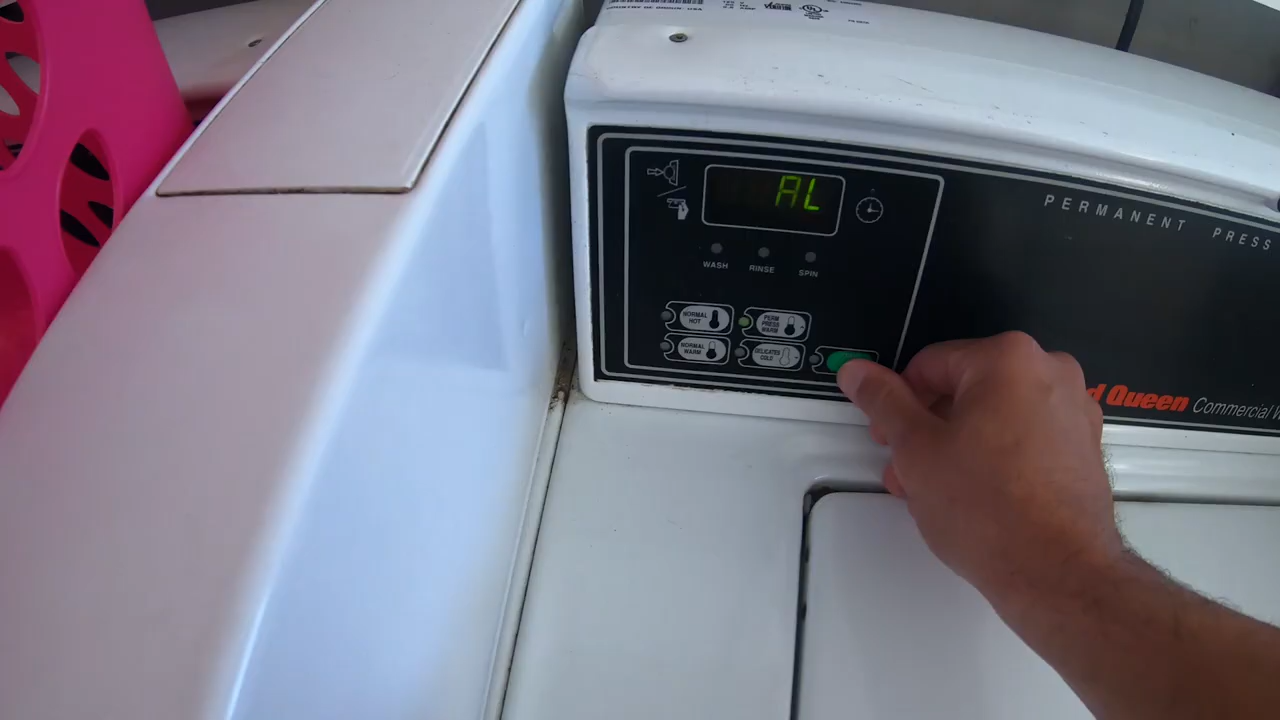 AL
WASH RINSE SPIN
NORMAL HOT
PERM PRESS WARM
NORMAL WARM
DELICATES COLD
PERMANENT PRESS
d Queen Commercial